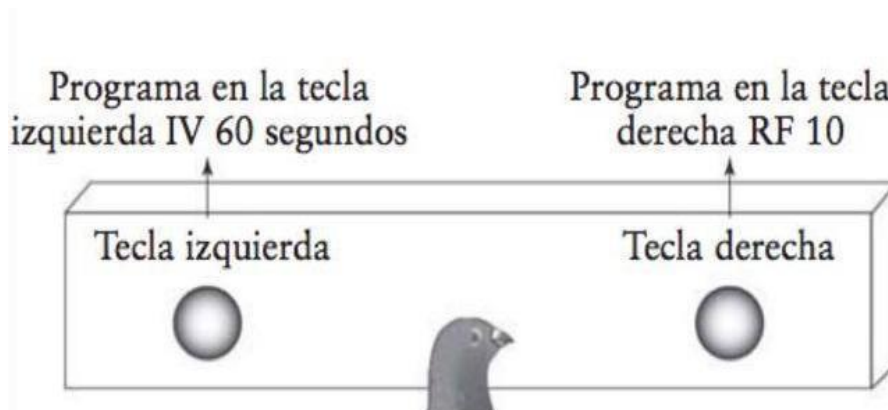 Programa en la tecla
izquierda IV 60 segundos
Programa en la tecla
derecha RF 10
Tecla izquierda
Tecla derecha